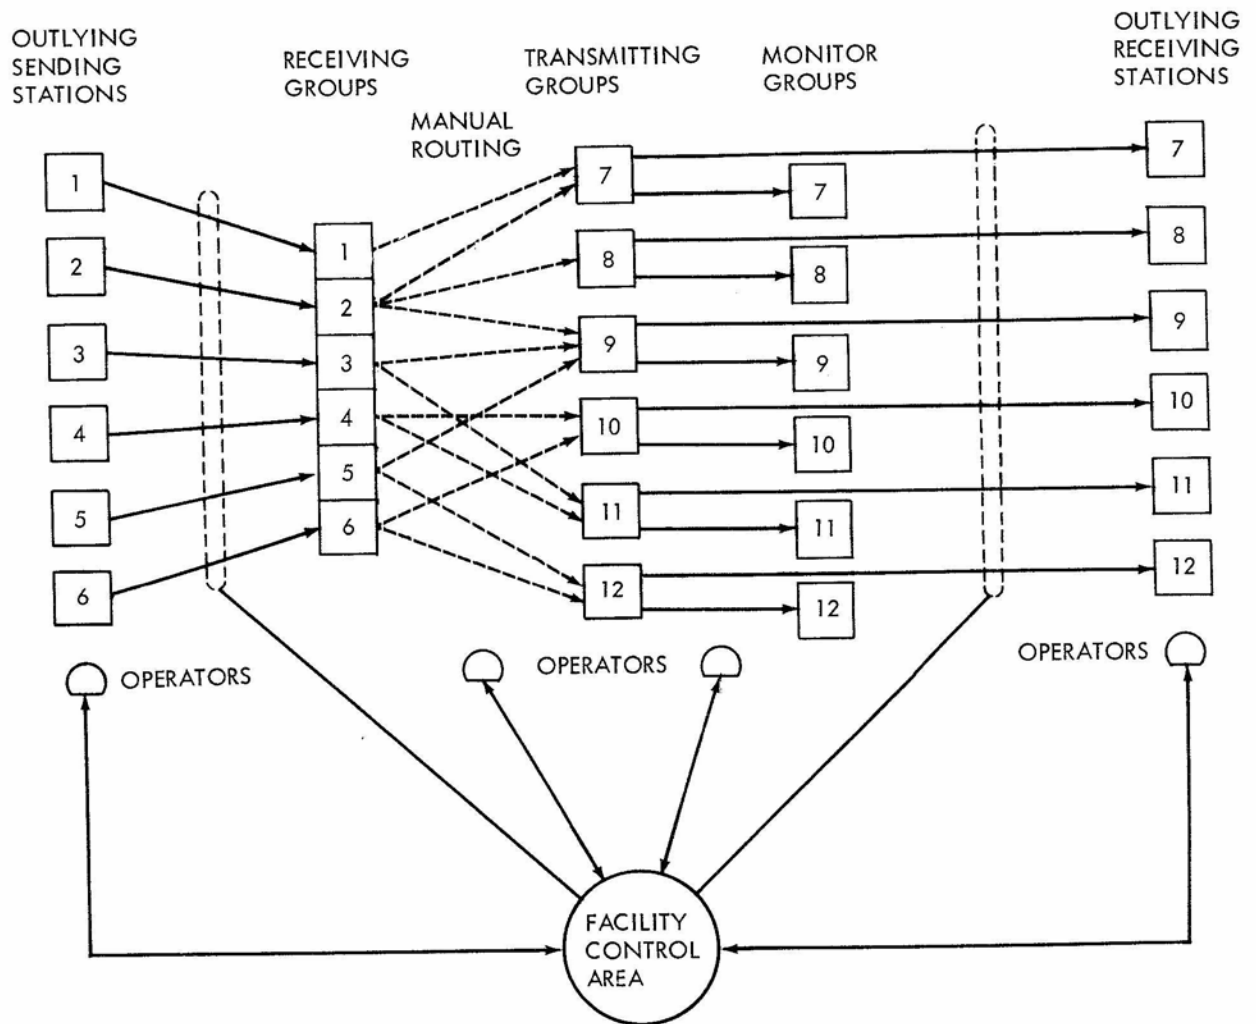 OUTLYING
SENDING
STATIONS
RECEIVING
GROUPS
MANUAL
ROUTING
TRANSMITTING
GROUPS
MONITOR
GROUPS
OUTLYING
RECEIVING
STATIONS
1
2
3
4
5
6
1
2
3
4
5
6
7
8
9
10
11
12
7
8
9
10
11
12
7
8
9
10
11
12
OPERATORS
OPERATORS
OPERATORS
FACILITY
CONTROL
AREA